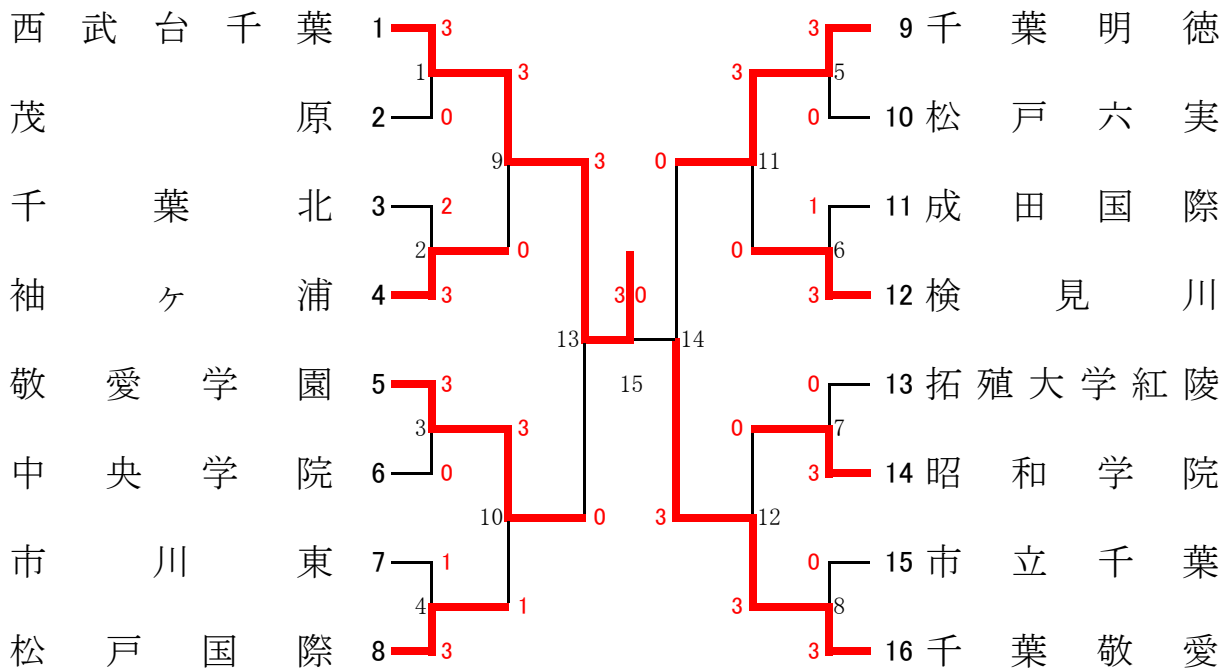 西武台千葉 1 3 3 9 千葉明徳
1 3 3 5
茂原 2 0 0 10 松戸六実
9 3 0 11
千葉北 3 2 1 11 成田国際
2 0 0 6
袖ヶ浦 4 3 3 0 3 12 検見川
13 14
敬愛学園 5 3 15 0 13 拓殖大学紅陵
3 3 0 7
中央学院 6 0 3 14 昭和学院
10 0 3 12
市川東 7 1 0 15 市立千葉
4 1 3 8
松戸国際 8 3 3 16 千葉敬愛